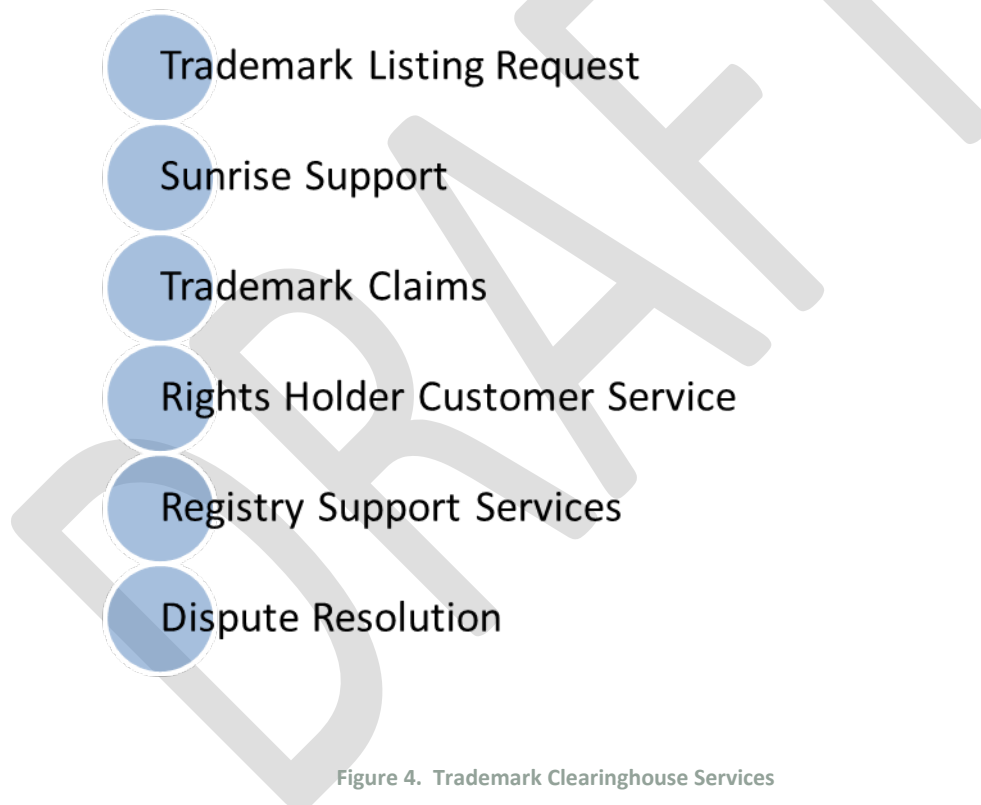 Trademark Listing Request
Sunrise Support
Trademark Claims
Rights Holder Customer Service
Registry Support Services
Dispute Resolution
DRAFT
Figure 4. Trademark Clearinghouse Services